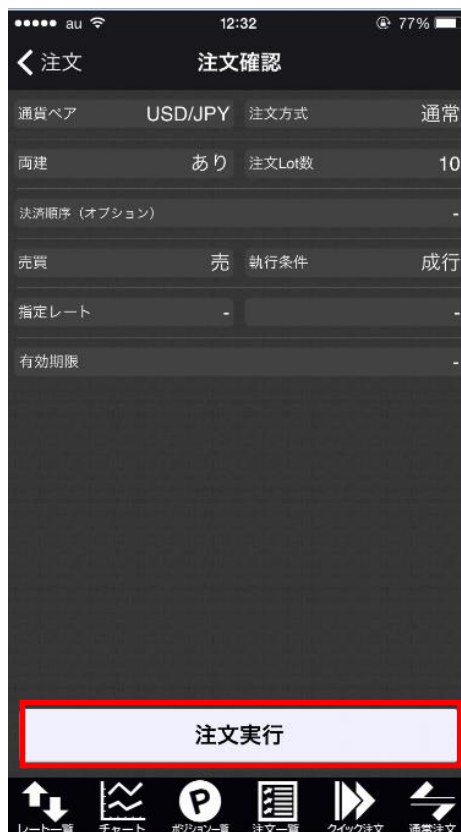 au 12:32 77%
注文 注文確認
通貨ペア USD/JPY 注文方式 通常
両建 あり 注文Lot数 10
決済順序（オプション） -
売買 売 執行条件 成行
指定レート - -
有効期限 -
注文実行
レート一覧 チャート ポジション一覧 注文一覧 クイック注文 通常注文